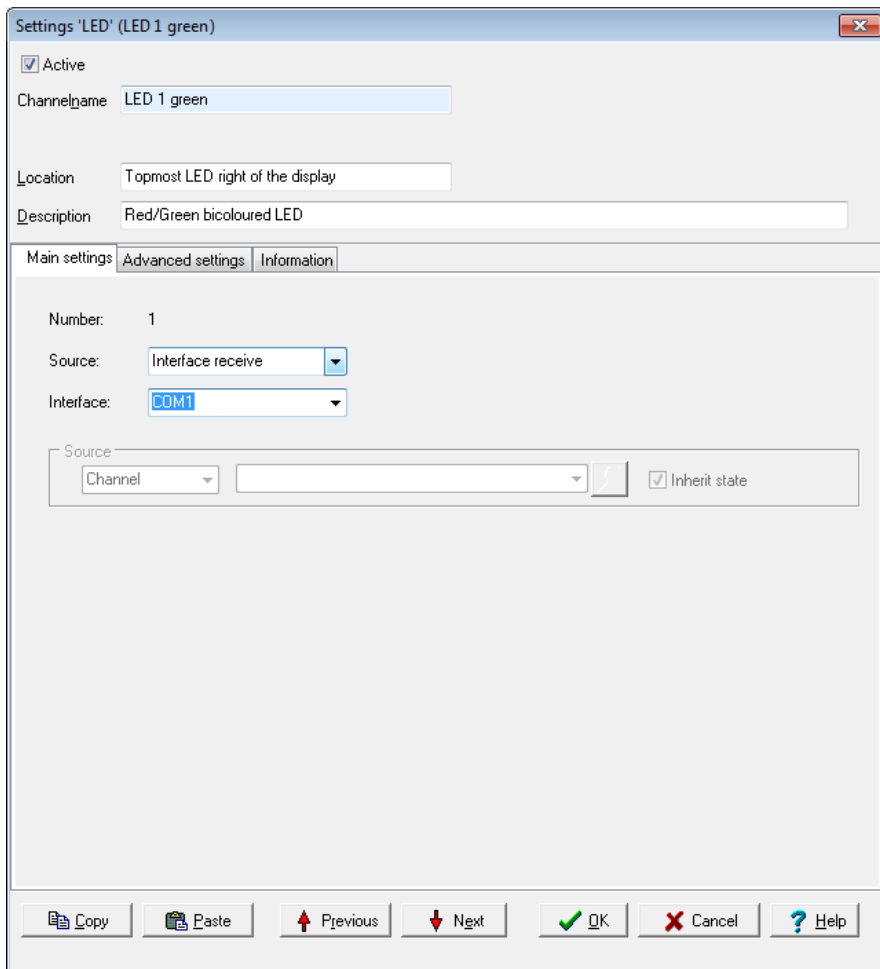 Settings 'LED' (LED 1 green)
Active
Channelname LED 1 green
Location Topmost LED right of the display
Description Red/Green bicoloured LED
Main settings Advanced settings Information
Number: 1
Source: Interface receive
Interface: COM1
Source
Channel Inherit state
Copy Paste Previous Next OK Cancel Help